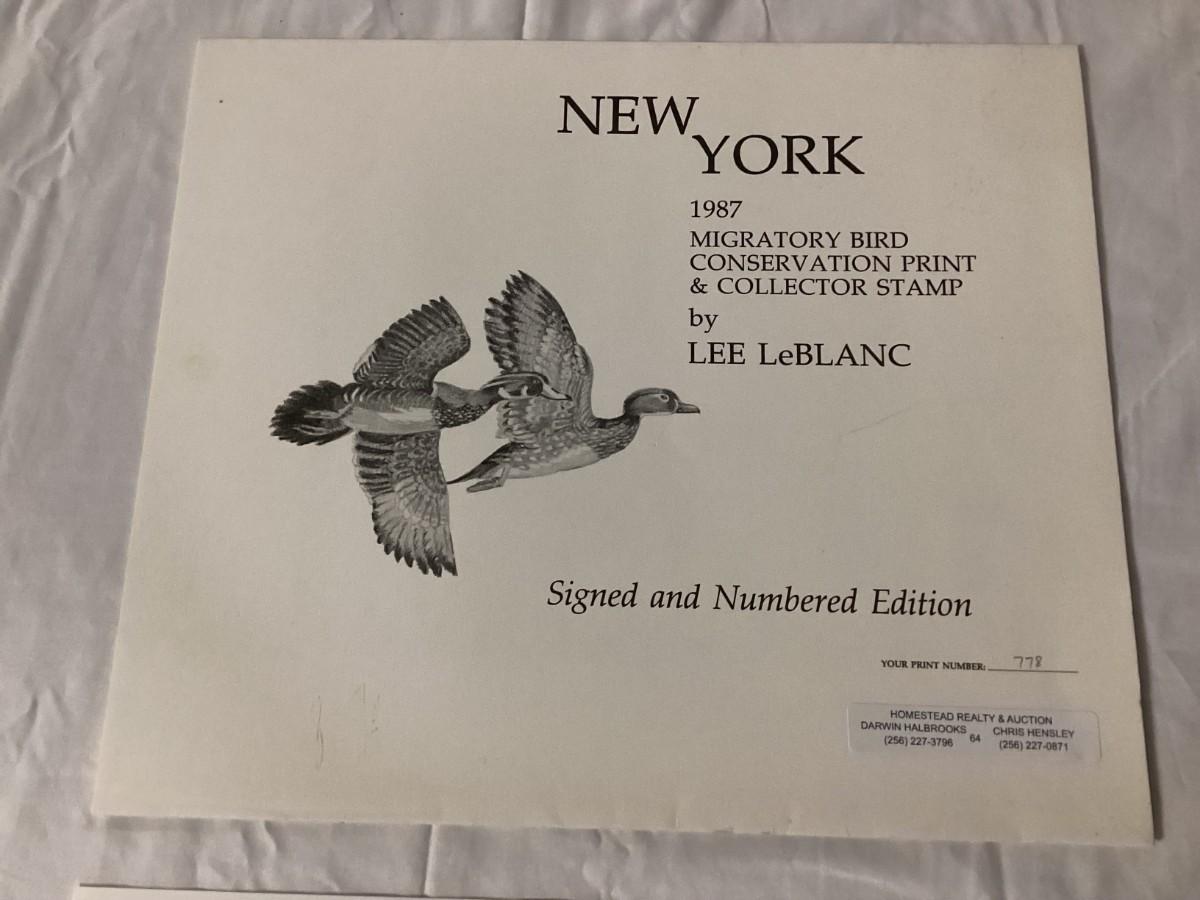 NEW
YORK
1987
MIGRATORY BIRD
CONSERVATION PRINT
& COLLECTOR STAMP
by
LEE LeBLANC
Signed and Numbered Edition
YOUR PRINT NUMBER: 778
HOMESTEAD REALTY & AUCTION
DARWIN HALBROOKS 64 CHRIS HENSLEY
(256) 227-3796 (256) 227-0871